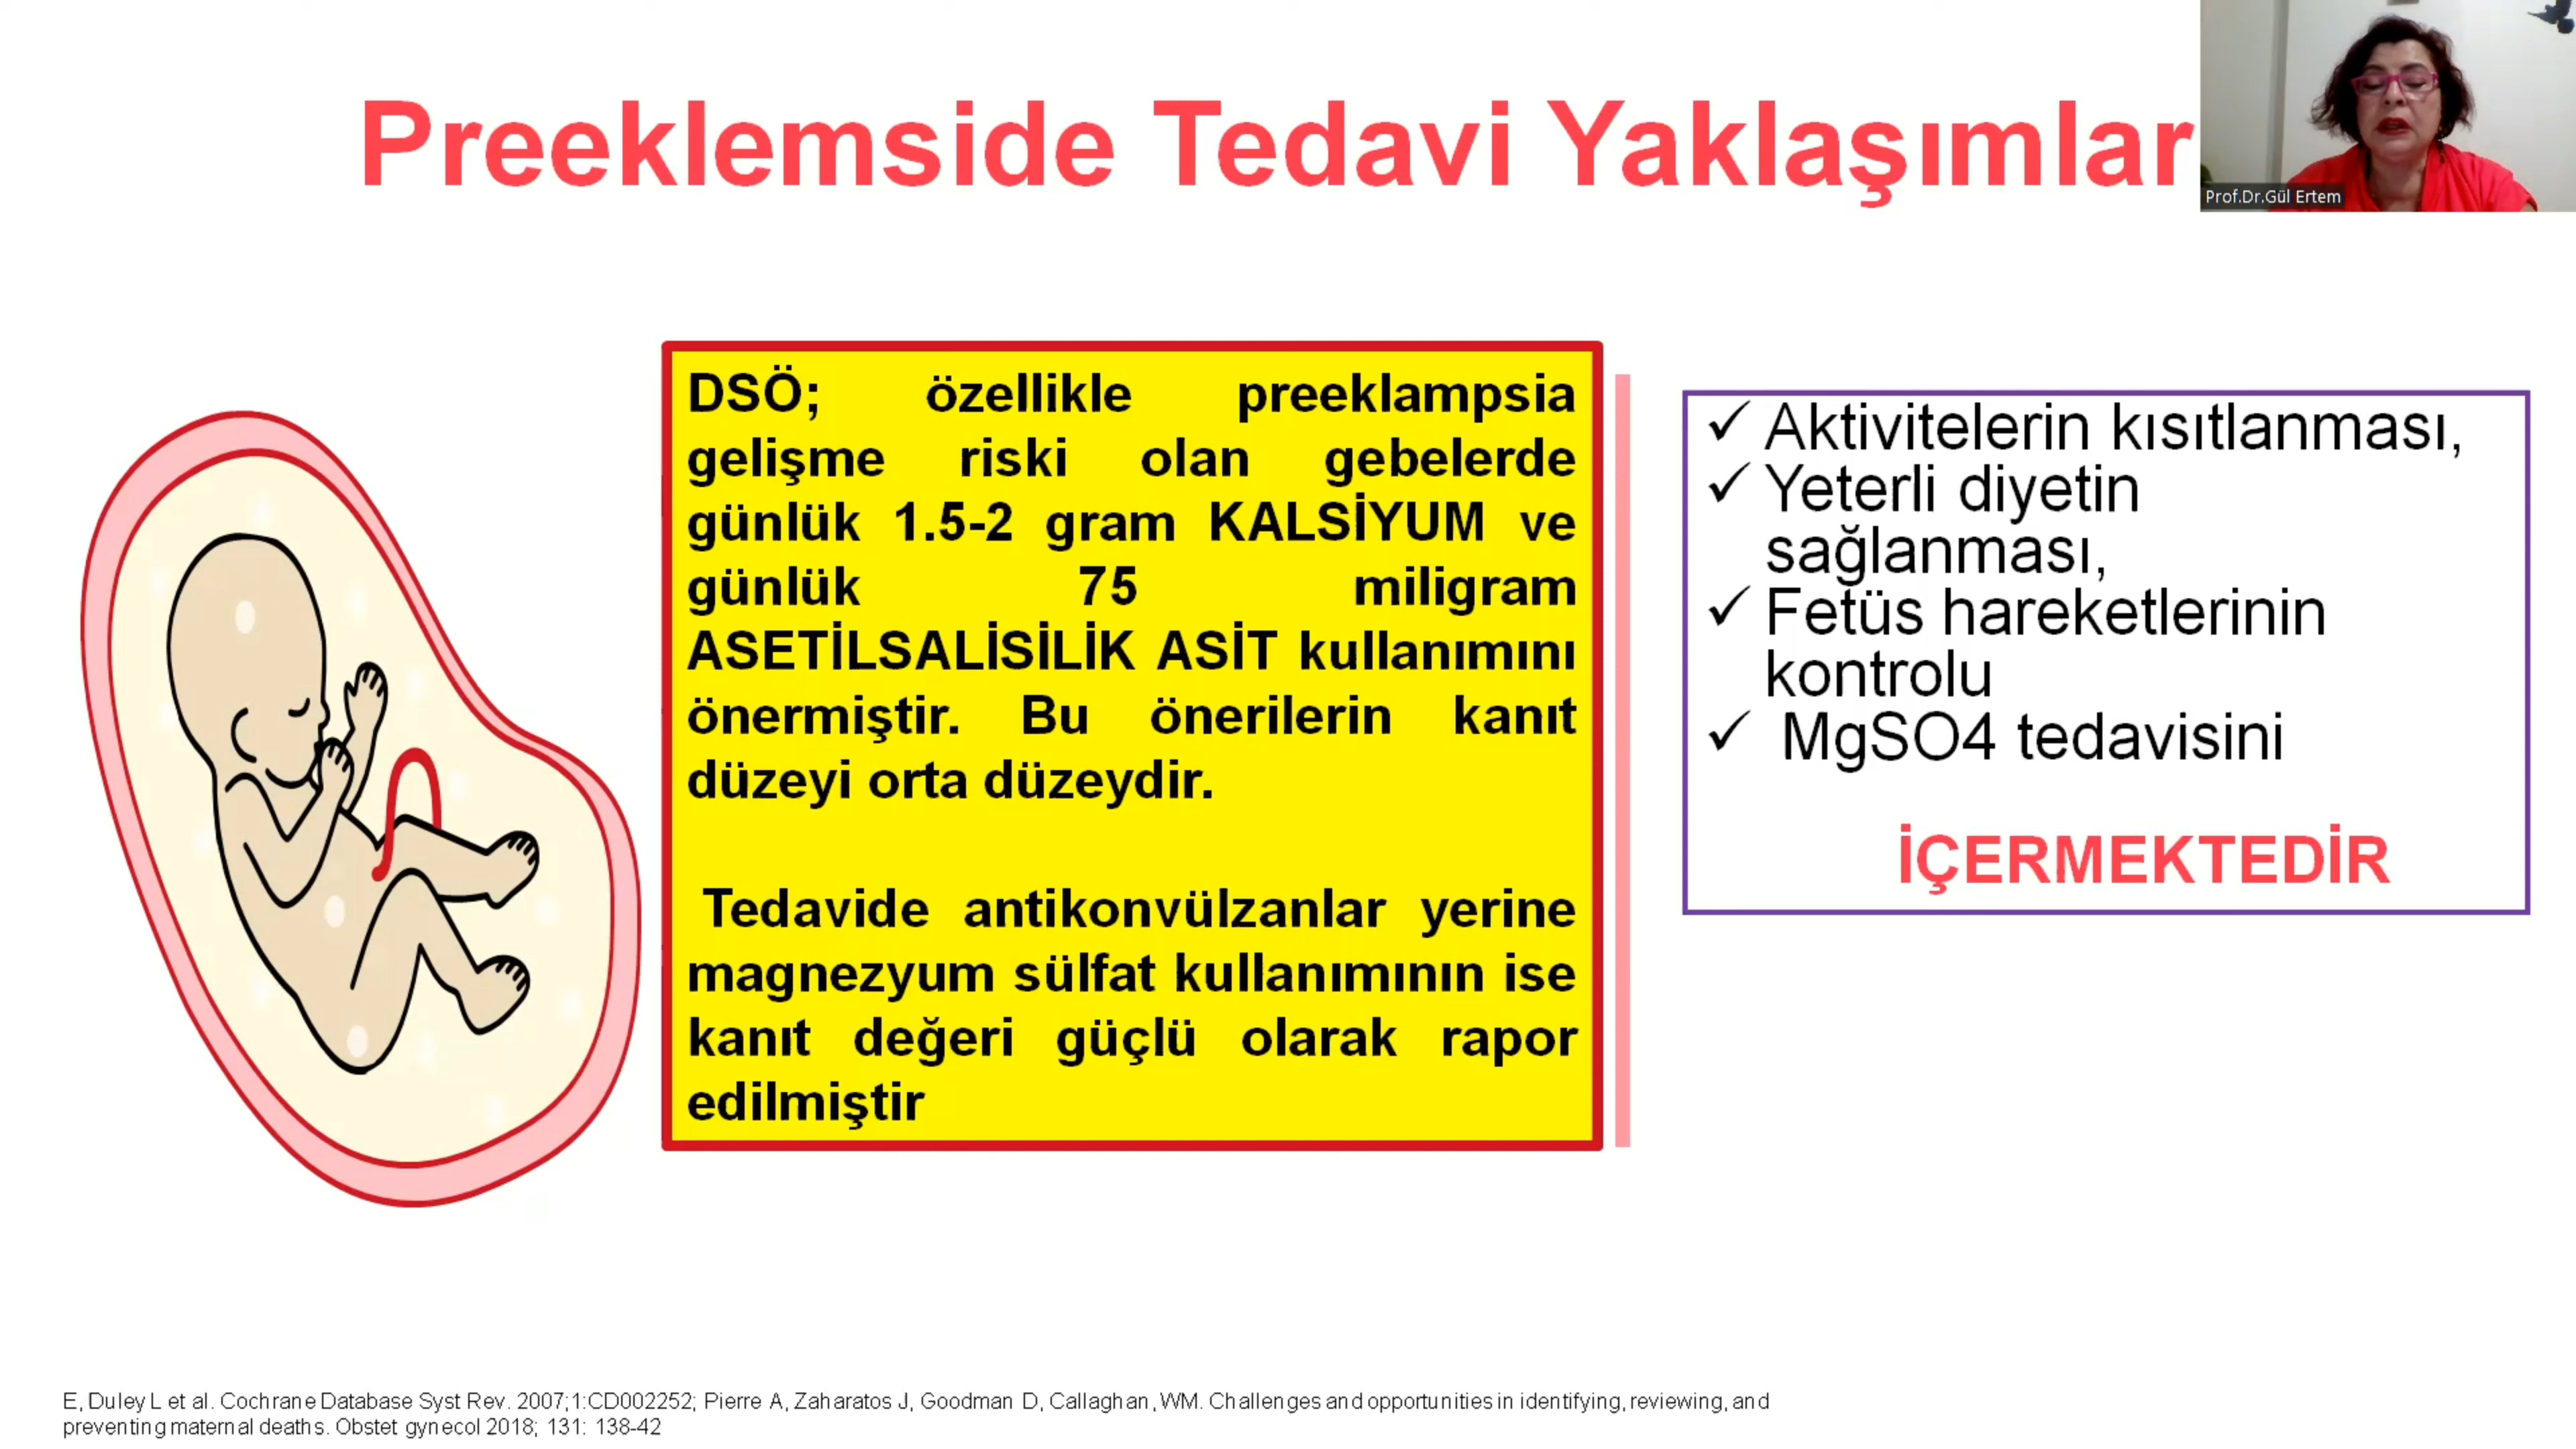 Preeklemside Tedavi Yaklaşımlar
Prof.Dr.Gül Ertem
DSÖ; özellikle preeklampsia
gelişme riski olan gebelerde
günlük 1.5-2 gram KALSİYUM ve
günlük 75 miligram
ASETİLSALİSİLİK ASİT kullanımını
önermiştir. Bu önerilerin kanıt
düzeyi orta düzeydir.
Tedavide antikonvülzanlar yerine
magnezyum sülfat kullanımının ise
kanıt değeri güçlü olarak rapor
edilmiştir
✓ Aktivitelerin kısıtlanması,
✓ Yeterli diyetin
sağlanması,
✓ Fetüs hareketlerinin
kontrolu
✓ MgSO4 tedavisini
İÇERMEKTEDİR
E, Duley L et al. Cochrane Database Syst Rev. 2007;1:CD002252; Pierre A, Zaharatos J, Goodman D, Callaghan, WM. Challenges and opportunities in identifying, reviewing, and
preventing maternal deaths. Obstet gynecol 2018; 131: 138-42